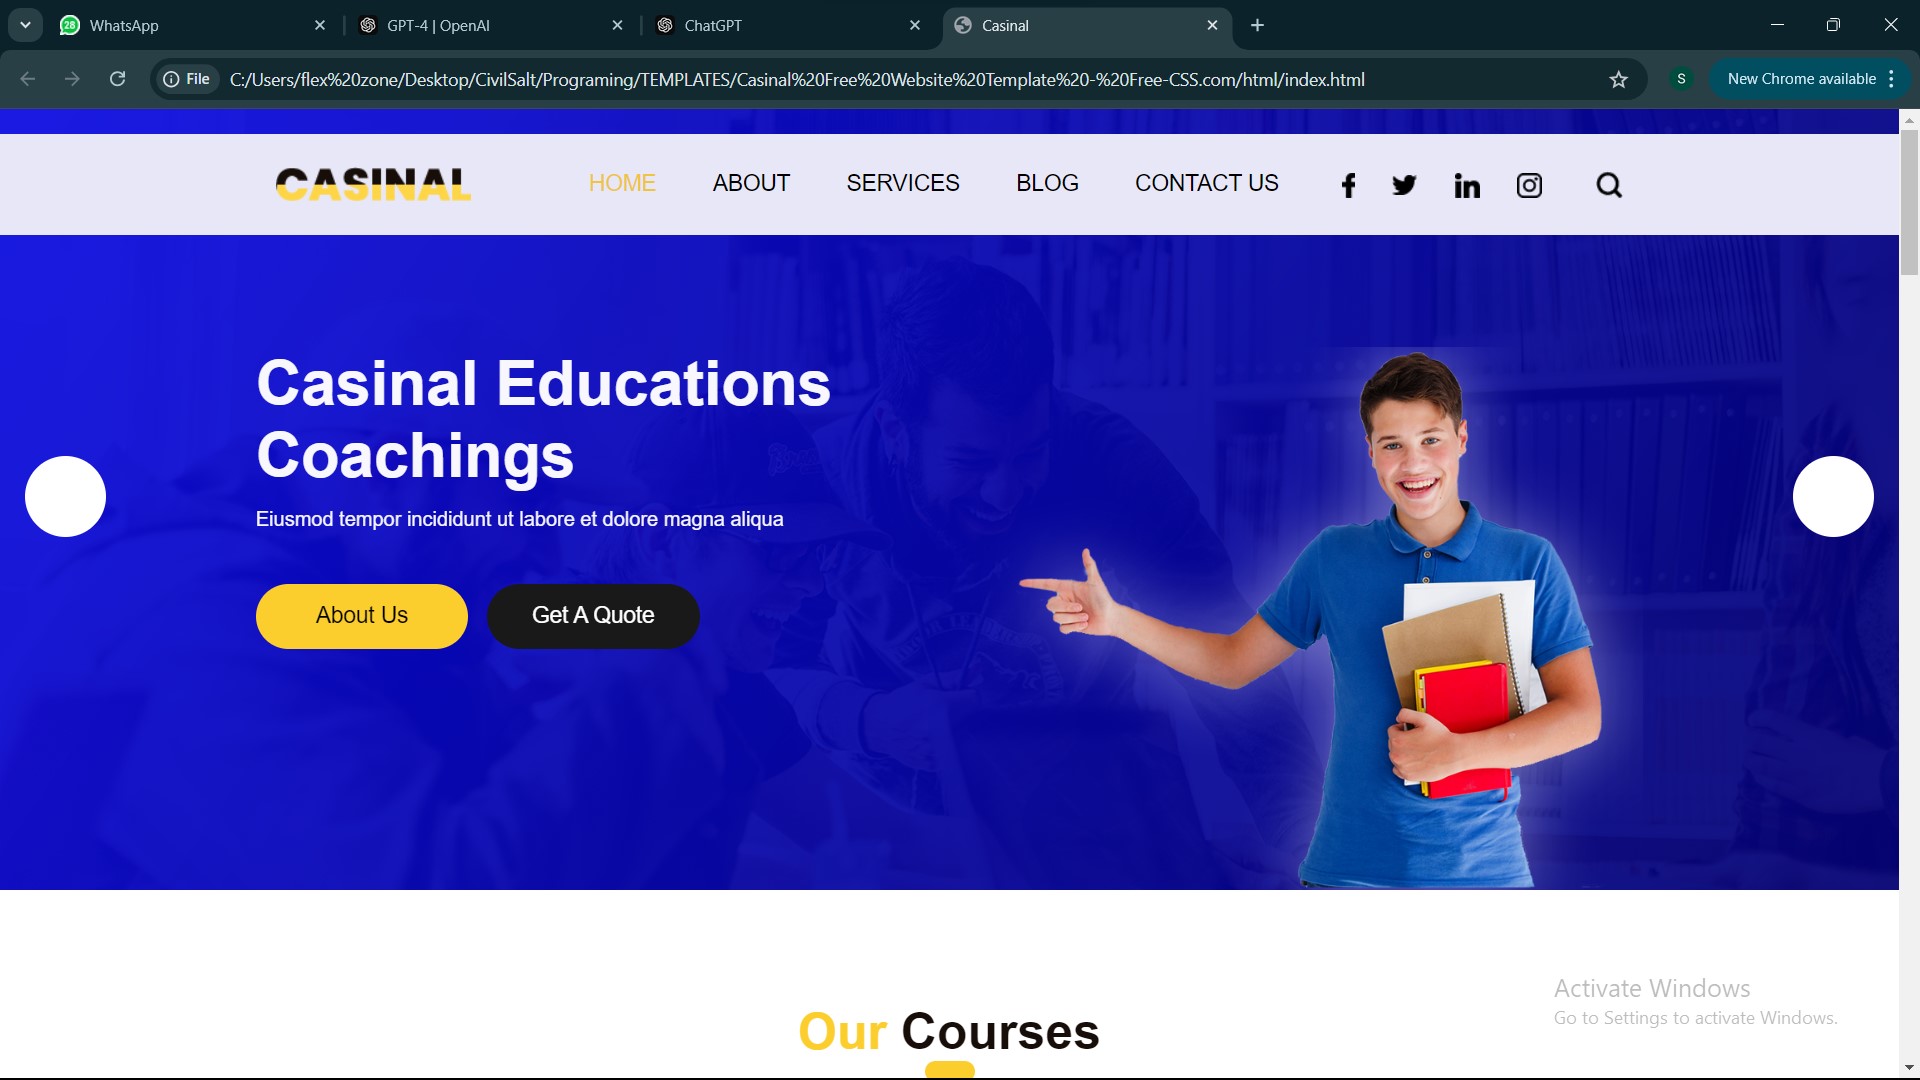 28
WhatsApp
GPT-4 | OpenAI
ChatGPT
Casinal
File
C:/Users/flex%20zone/Desktop/CivilSalt/Programing/TEMPLATES/Casinal%20Free%20Website%20Template%20-%20Free-CSS.com/html/index.html
S
New Chrome available
CASINAL
HOME
ABOUT
SERVICES
BLOG
CONTACT US
Casinal Educations
Coachings
Eiusmod tempor incididunt ut labore et dolore magna aliqua
About Us
Get A Quote
Our Courses
Activate Windows
Go to Settings to activate Windows.